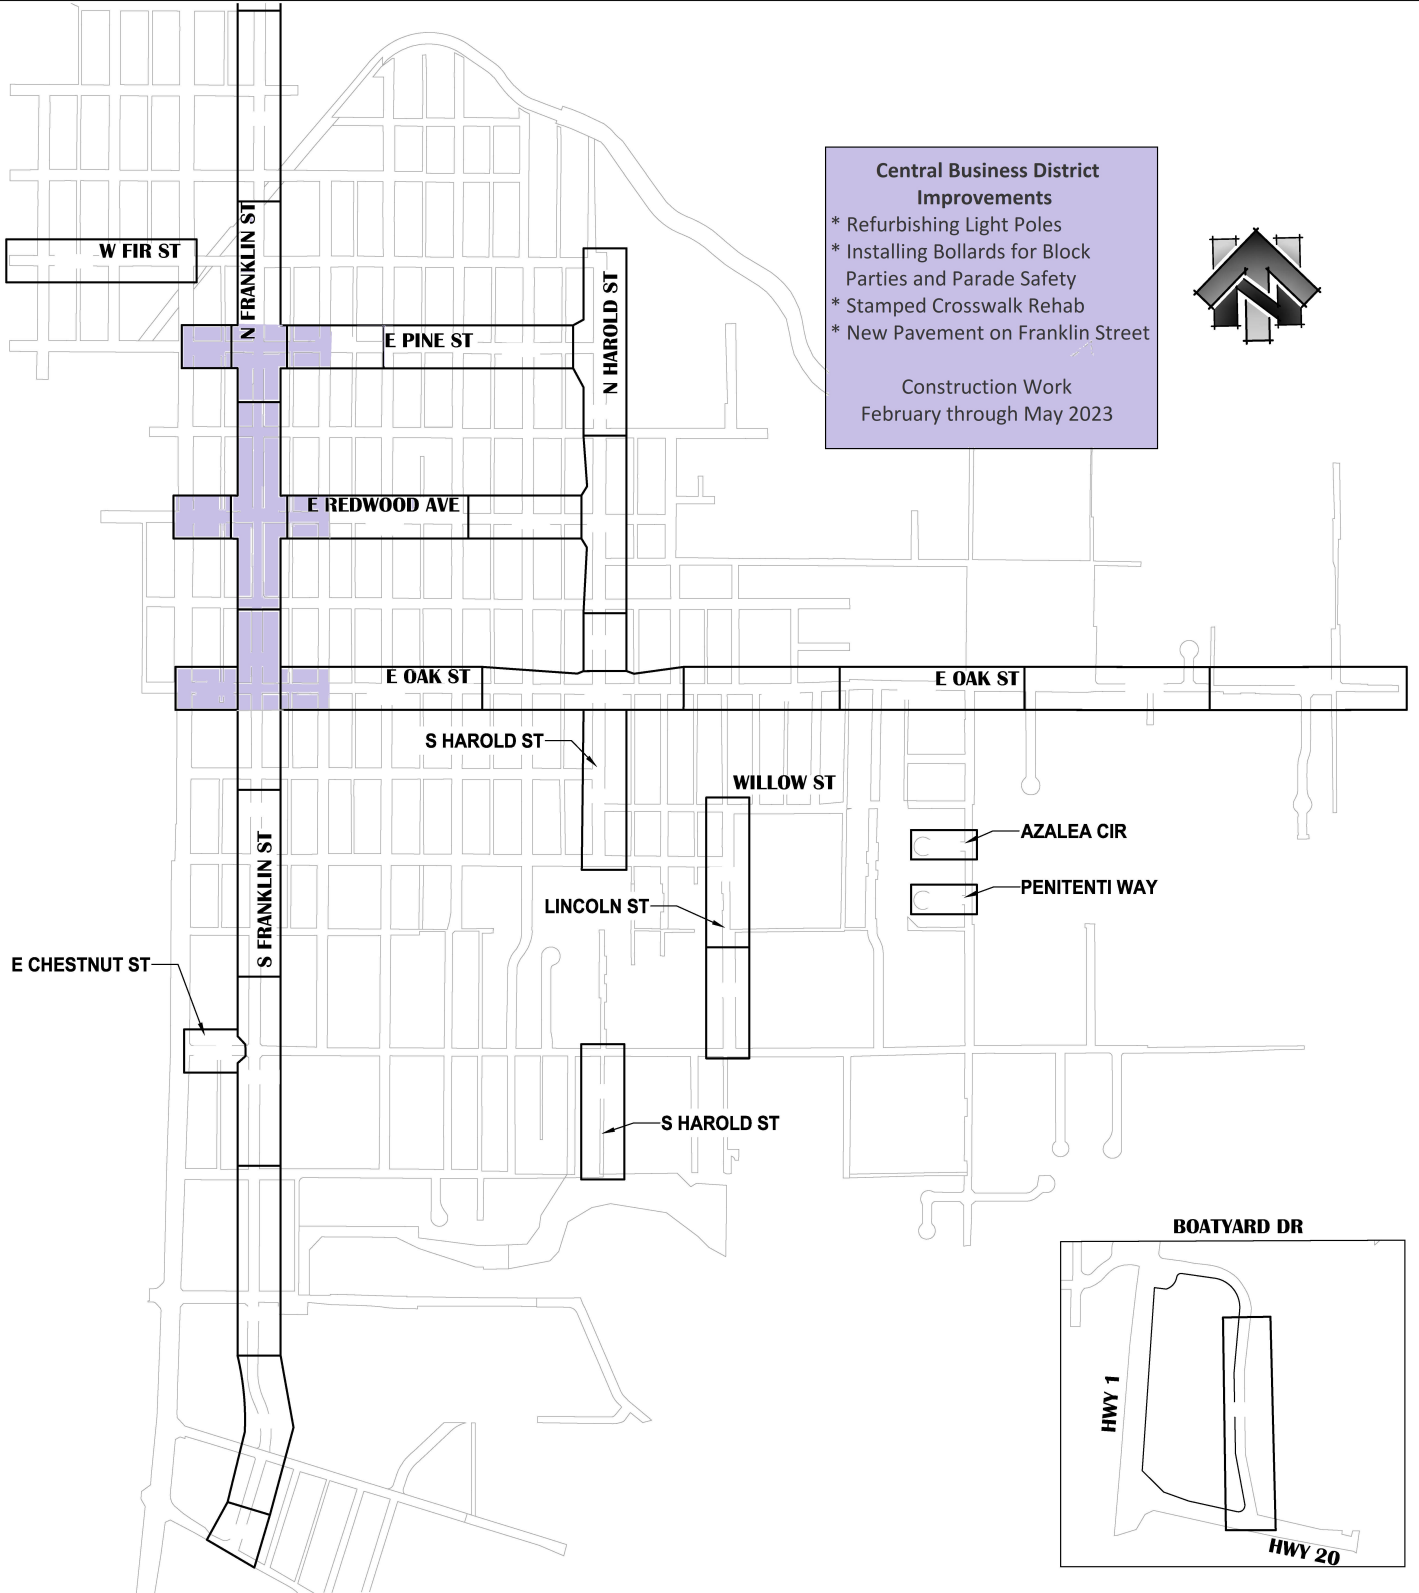 Central Business District
Improvements
* Refurbishing Light Poles
* Installing Bollards for Block
Parties and Parade Safety
* Stamped Crosswalk Rehab
* New Pavement on Franklin Street
Construction Work
February through May 2023
W FIR ST
N FRANKLIN ST
E PINE ST
N HAROLD ST
E REDWOOD AVE
E OAK ST
E OAK ST
S HAROLD ST
WILLOW ST
AZALEA CIR
S FRANKLIN ST
PENITENTI WAY
LINCOLN ST
E CHESTNUT ST
S HAROLD ST
BOATYARD DR
HWY 1
HWY 20